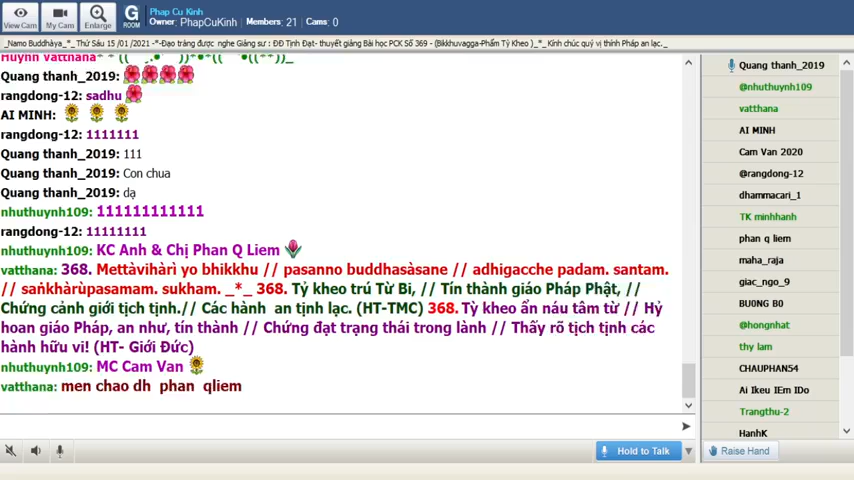 Phap Cu Kinh
Owner: PhapCuKinh | Members: 21 | Cams: 0
View Cam
My Cam
Enlarge
G
ROOM
_Namo Buddhàya_*_ Thứ Sáu 15 /01 /2021 -*-Đạo tràng được nghe Giảng sư : ĐĐ Tịnh Đạt- thuyết giảng Bài học PCK Số 369 - (Bikkhuvagga-Phẩm Tỳ Kheo )_*_ Kính chúc quý vị thính Pháp an lạc._
Huynh Vatthana
Quang thanh_2019:
rangdong-12: sadhu
AI MINH:
rangdong-12: 1111111
Quang thanh_2019: 111
Quang thanh_2019: Con chua
Quang thanh_2019: dạ
nhuthuynh109: 111111111111
rangdong-12: 11111111
nhuthuynh109: KC Anh & Chị Phan Q Liem
vatthana: 368. Mettàvihàrì yo bhikkhu // pasanno buddhasàsane // adhigacche padam. santam.
// saṅkhàrùpasamam. sukham. _*_ 368. Tỷ kheo trú Từ Bi, // Tín thành giáo Pháp Phật, //
Chứng cảnh giới tịch tịnh.// Các hành an tịnh lạc. (HT-TMC) 368. Tỳ kheo ẩn náu tâm từ // Hỷ
hoan giáo Pháp, an như, tín thành // Chứng đạt trạng thái trong lành // Thấy rõ tịch tịnh các
hành hữu vi! (HT- Giới Đức)
nhuthuynh109: MC Cam Van
vatthana: men chao dh phan qliem
Quang thanh_2019
@nhuthuynh109
vatthana
AI MINH
Cam Van 2020
@rangdong-12
dhammacari_1
TK minhhanh
phan q liem
maha_raja
giac_ngo_9
BU0NG B0
@hongnhat
thy lam
CHAUPHAN54
Ai lkeu IEm IDo
Trangthu-2
HanhK
Hold to Talk
Raise Hand